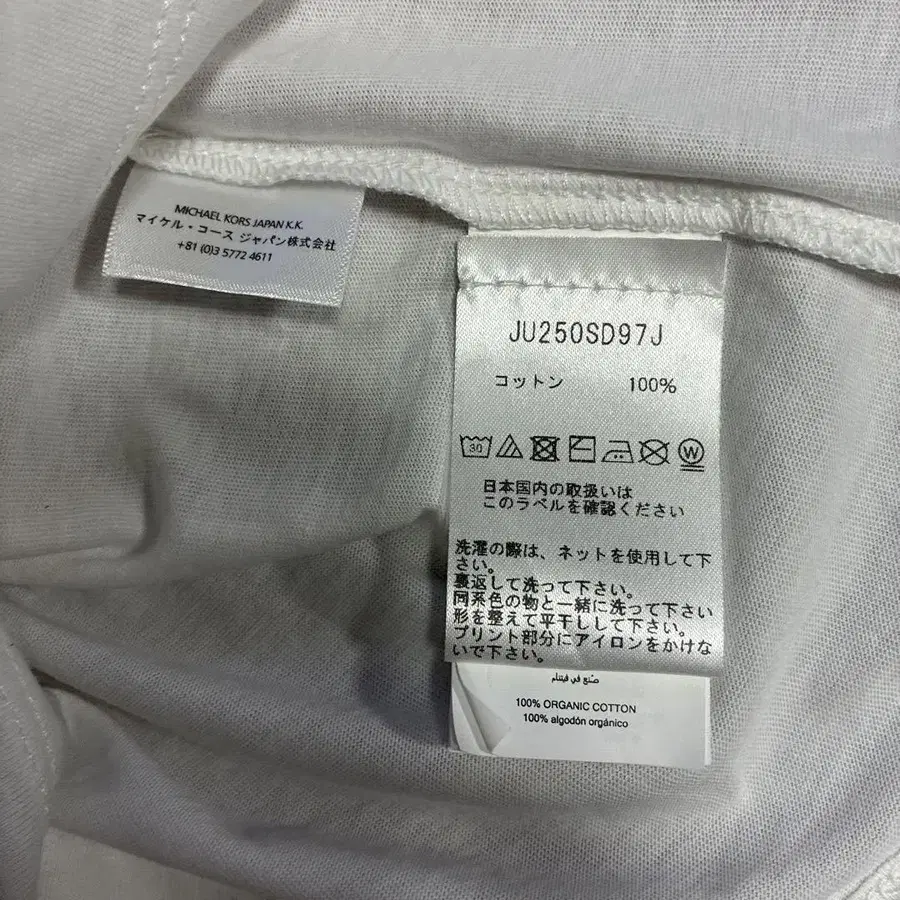 MICHAEL KORS JAPAN K.K.
マイケル・コース ジャパン株式会社
+81 (0)3 5772 4611
JU250SD97J
コットン 100%
30
W
日本国内の取扱いは
このラベルを確認ください
洗濯の際は、ネットを使用して下
さい。
裏返して洗って下さい。
同系色の物と一緒に洗って下さい
形を整えて平干しして下さい。
プリント部分にアイロンをかけな
いで下さい。
صنع في فيتنام
100% ORGANIC COTTON
100% algodón orgánico